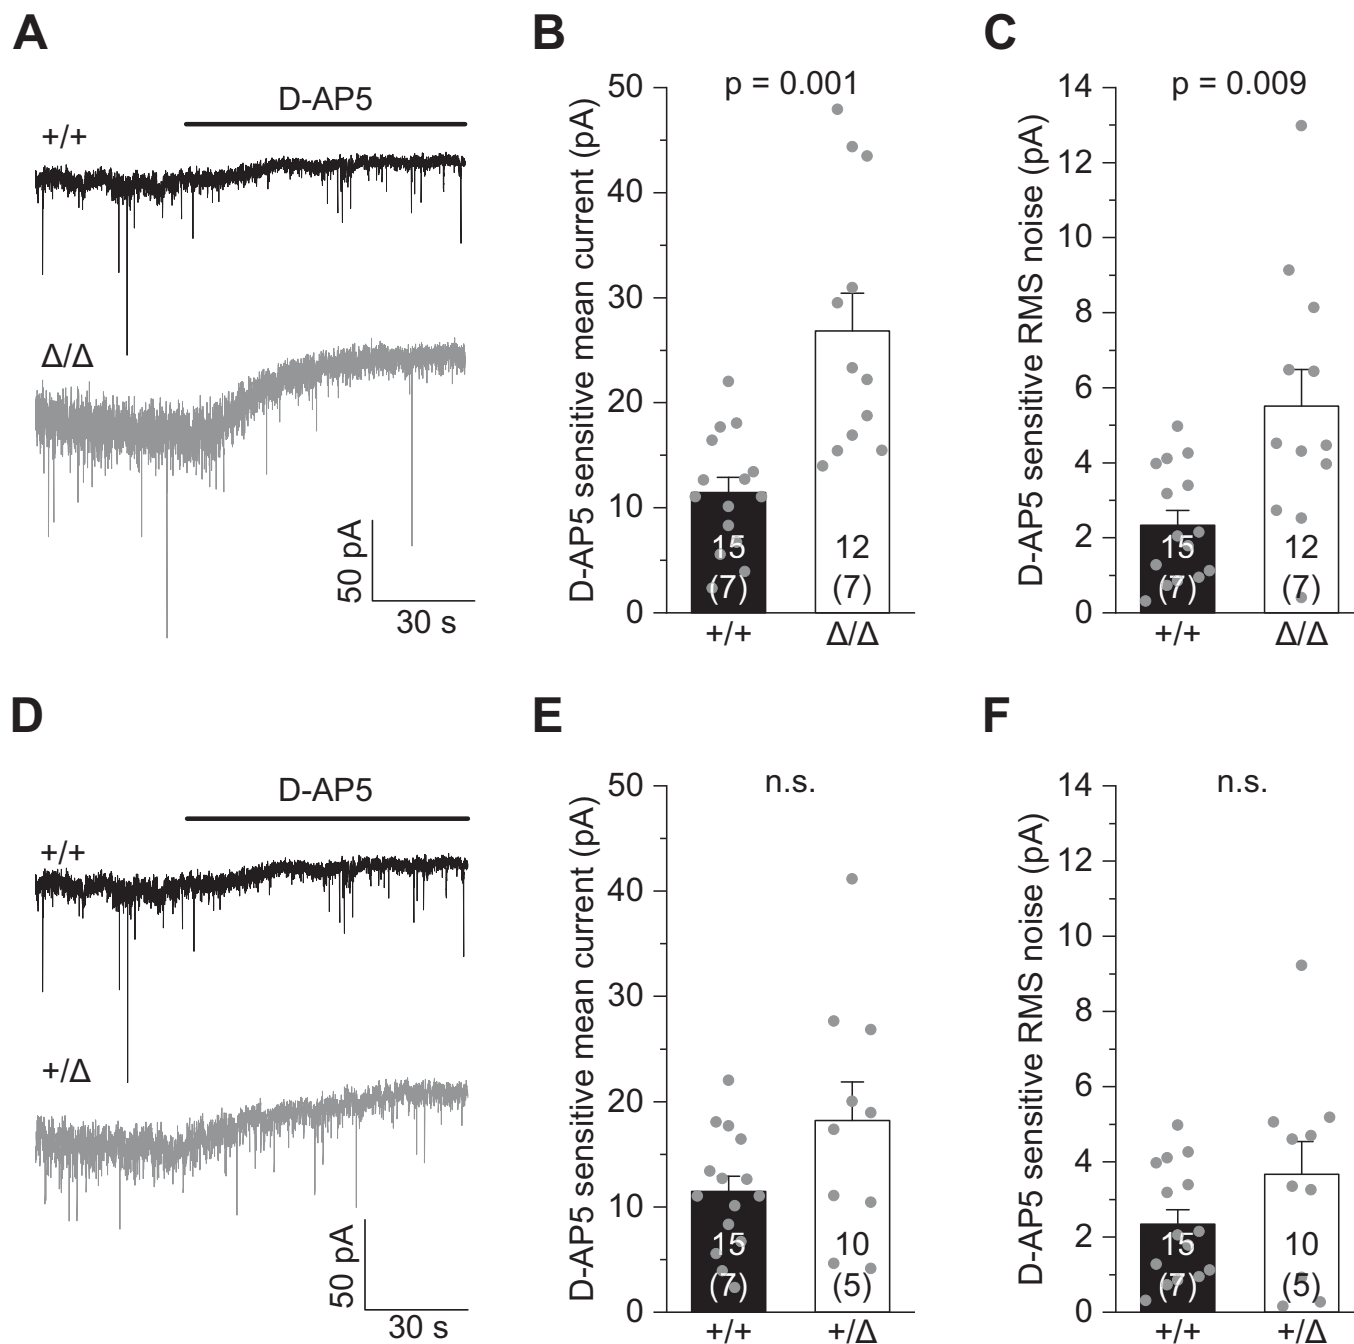 A
D-AP5
+/+
Δ/Δ
50 pA
30 s
B
p = 0.001
D-AP5 sensitive mean current (pA)
50
40
30
20
10
0
15
(7)
12
(7)
+/+
Δ/Δ
C
p = 0.009
D-AP5 sensitive RMS noise (pA)
14
12
10
8
6
4
2
0
15
(7)
12
(7)
+/+
Δ/Δ
D
D-AP5
+/+
+/Δ
50 pA
30 s
E
n.s.
D-AP5 sensitive mean current (pA)
50
40
30
20
10
0
15
(7)
10
(5)
+/+
+/Δ
F
n.s.
D-AP5 sensitive RMS noise (pA)
14
12
10
8
6
4
2
0
15
(7)
10
(5)
+/+
+/Δ